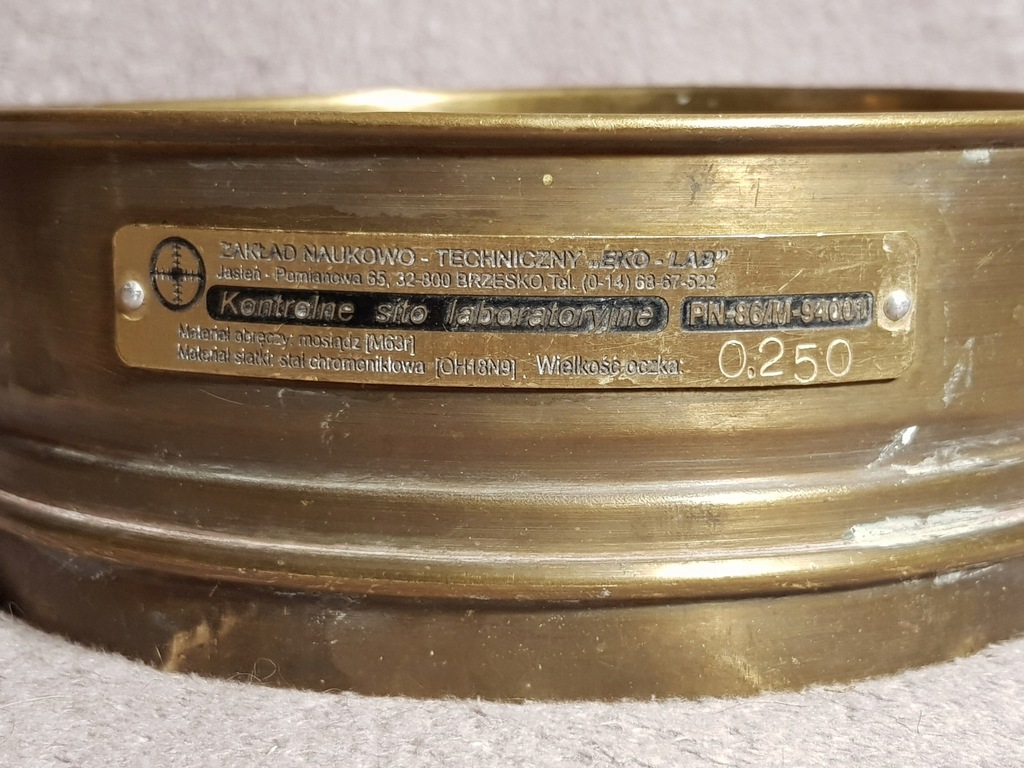 ZAKŁAD NAUKOWO - TECHNICZNY „EKO - LAB”
Jasień - Pomianowa 65, 32-800 BRZESKO, Tel. (0-14) 68-67-522
Kontrolne sito laboratoryjne PN-86/M-94001
Materiał obręczy: mosiądz [M63r]
Materiał siatki: stal chromoniklowa [OH18N9] Wielkość oczka: 0.250